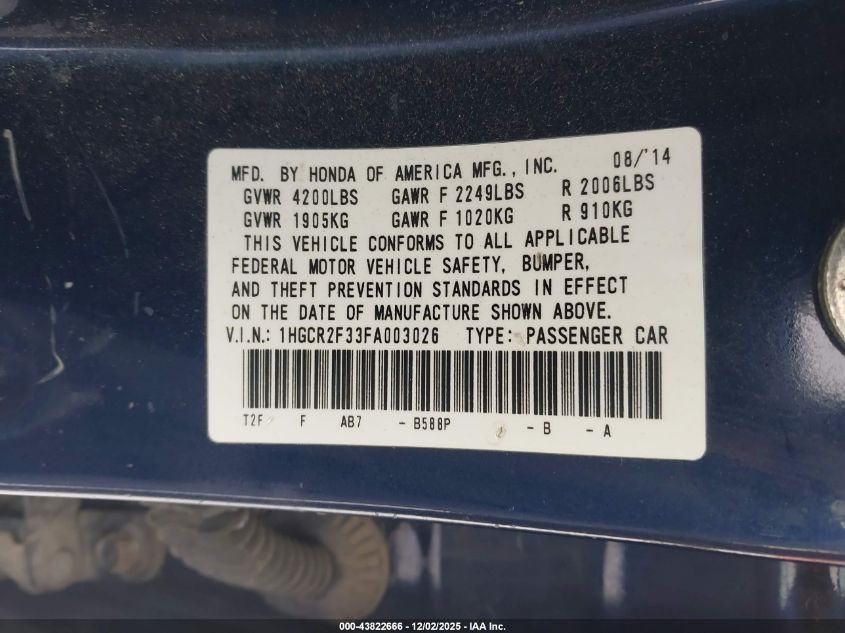 MFD. BY HONDA OF AMERICA MFG., INC. 08/'14
GVWR 4200LBS GAWR F 2249LBS R 2006LBS
GVWR 1905KG GAWR F 1020KG R 910KG
THIS VEHICLE CONFORMS TO ALL APPLICABLE
FEDERAL MOTOR VEHICLE SAFETY, BUMPER,
AND THEFT PREVENTION STANDARDS IN EFFECT
ON THE DATE OF MANUFACTURE SHOWN ABOVE.
V.I.N.: 1HGCR2F33FA003026 TYPE: PASSENGER CAR
F AB7 - B588P - B - A
000-43822666 - 12/02/2025 - IAA Inc.